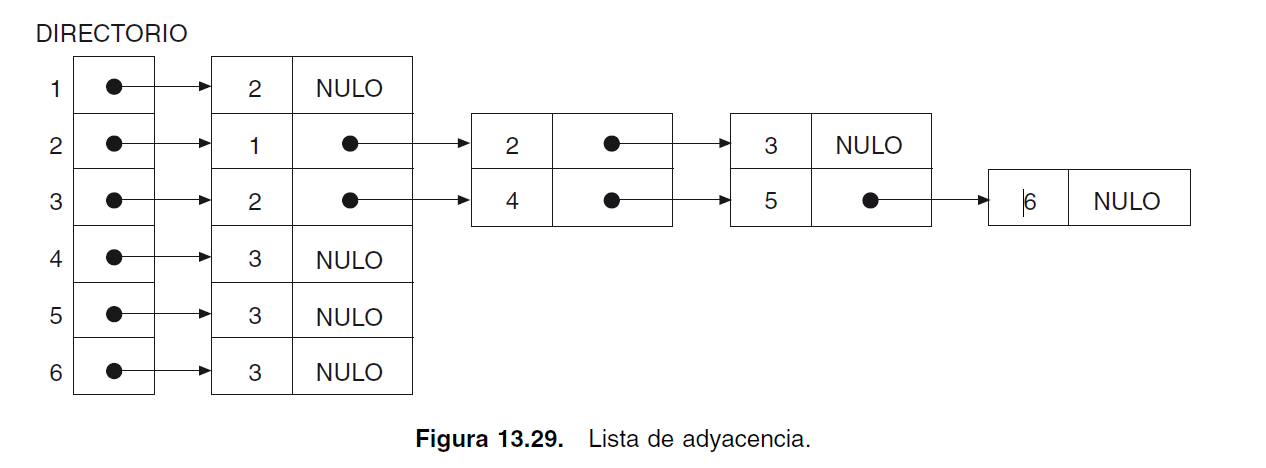 DIRECTORIO
1 2 NULO
2 1 2 3 NULO
3 2 4 5 6 NULO
4 3 NULO
5 3 NULO
6 3 NULO
Figura 13.29. Lista de adyacencia.